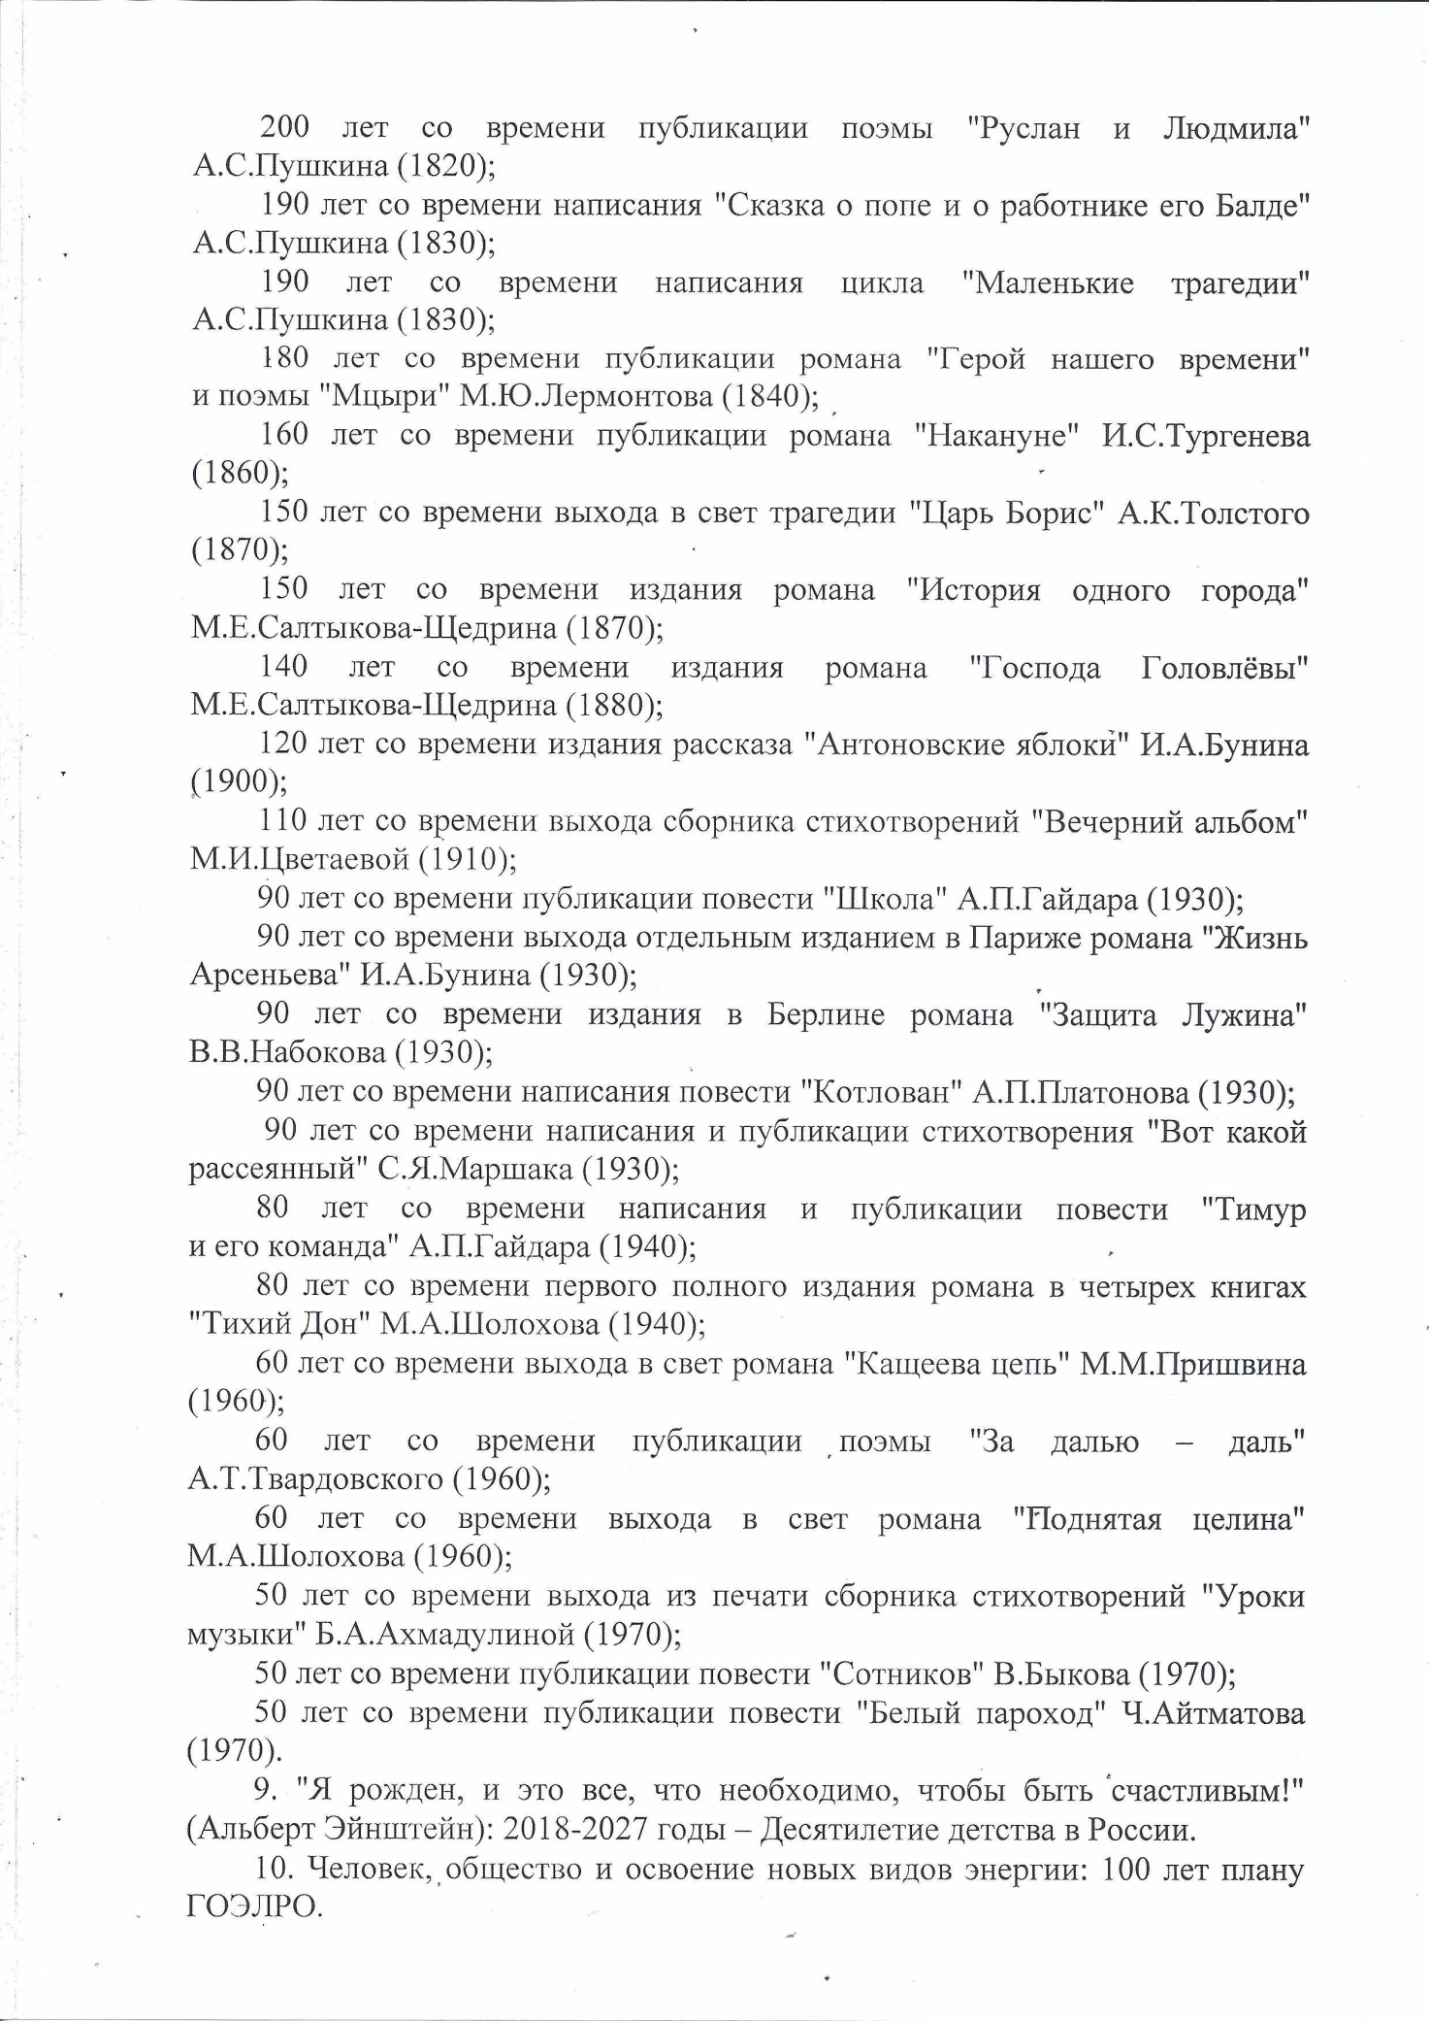 200 лет со времени публикации поэмы "Руслан и Людмила"
А.С.Пушкина (1820);
190 лет со времени написания "Сказка о попе и о работнике его Балде"
А.С.Пушкина (1830);
190 лет со времени написания цикла "Маленькие трагедии"
А.С.Пушкина (1830);
180 лет со времени публикации романа "Герой нашего времени"
и поэмы "Мцыри" М.Ю.Лермонтова (1840);
160 лет со времени публикации романа "Накануне" И.С.Тургенева
(1860);
150 лет со времени выхода в свет трагедии "Царь Борис" А.К.Толстого
(1870);
150 лет со времени издания романа "История одного города"
М.Е.Салтыкова-Щедрина (1870);
140 лет со времени издания романа "Господа Головлёвы"
М.Е.Салтыкова-Щедрина (1880);
120 лет со времени издания рассказа "Антоновские яблоки" И.А.Бунина
(1900);
110 лет со времени выхода сборника стихотворений "Вечерний альбом"
М.И.Цветаевой (1910);
90 лет со времени публикации повести "Школа" А.П.Гайдара (1930);
90 лет со времени выхода отдельным изданием в Париже романа "Жизнь
Арсеньева" И.А.Бунина (1930);
90 лет со времени издания в Берлине романа "Защита Лужина"
В.В.Набокова (1930);
90 лет со времени написания повести "Котлован" А.П.Платонова (1930);
90 лет со времени написания и публикации стихотворения "Вот какой
рассеянный" С.Я.Маршака (1930);
80 лет со времени написания и публикации повести "Тимур
и его команда" А.П.Гайдара (1940);
80 лет со времени первого полного издания романа в четырех книгах
"Тихий Дон" М.А.Шолохова (1940);
60 лет со времени выхода в свет романа "Кащеева цепь" М.М.Пришвина
(1960);
60 лет со времени публикации поэмы "За далью – даль"
А.Т.Твардовского (1960);
60 лет со времени выхода в свет романа "Поднятая целина"
М.А.Шолохова (1960);
50 лет со времени выхода из печати сборника стихотворений "Уроки
музыки" Б.А.Ахмадулиной (1970);
50 лет со времени публикации повести "Сотников" В.Быкова (1970);
50 лет со времени публикации повести "Белый пароход" Ч.Айтматова
(1970).
9. "Я рожден, и это все, что необходимо, чтобы быть счастливым!"
(Альберт Эйнштейн): 2018-2027 годы – Десятилетие детства в России.
10. Человек, общество и освоение новых видов энергии: 100 лет плану
ГОЭЛРО.